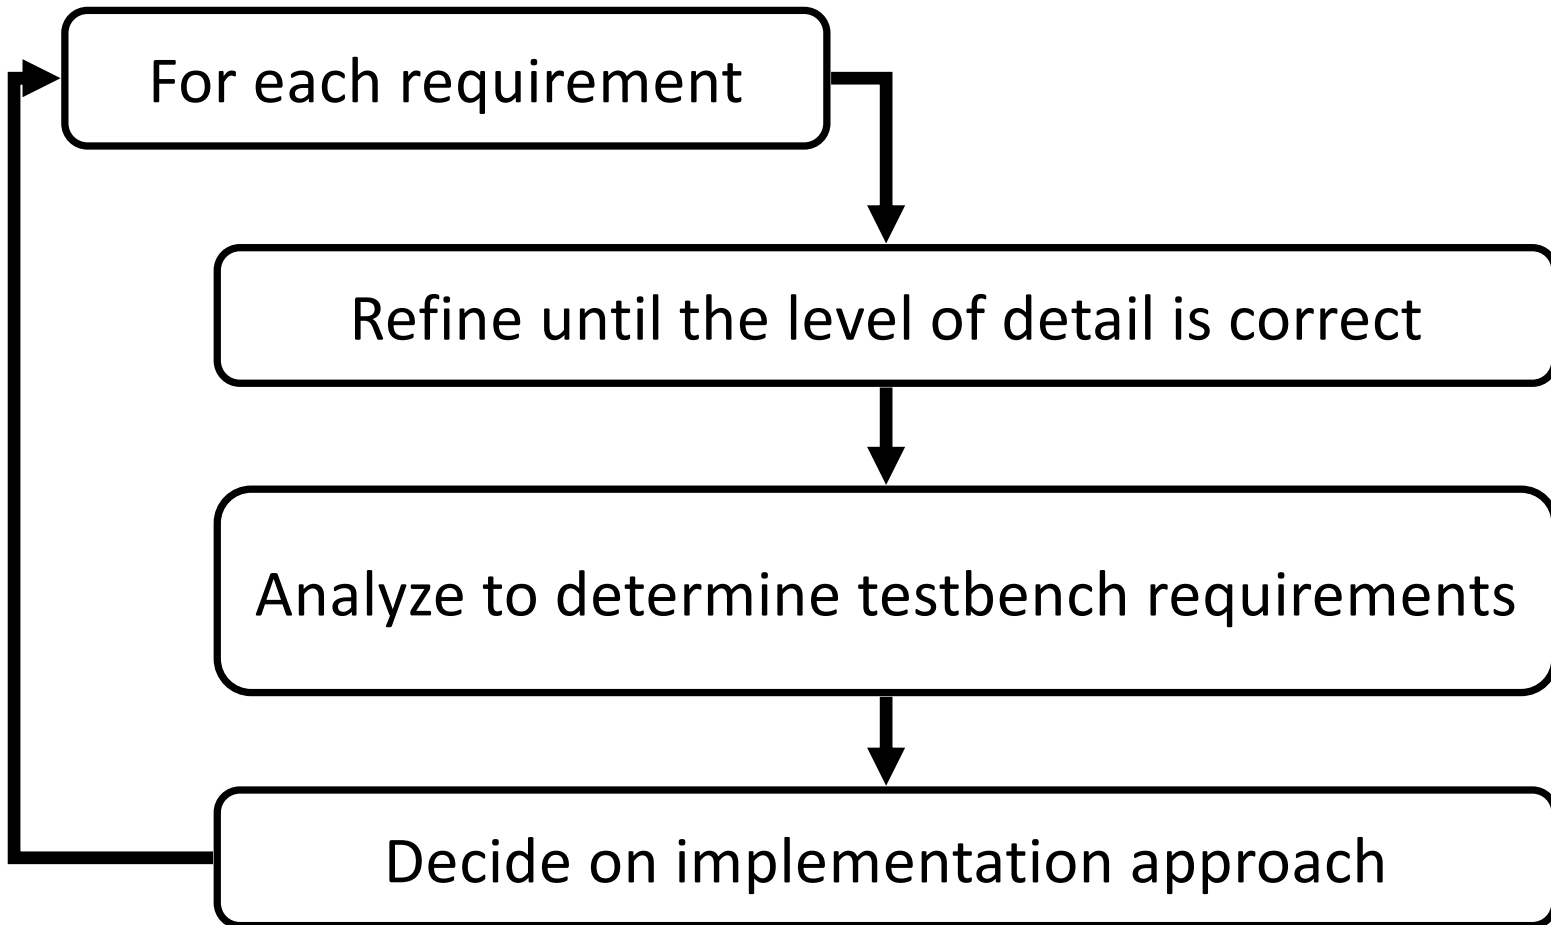 For each requirement
Refine until the level of detail is correct
Analyze to determine testbench requirements
Decide on implementation approach